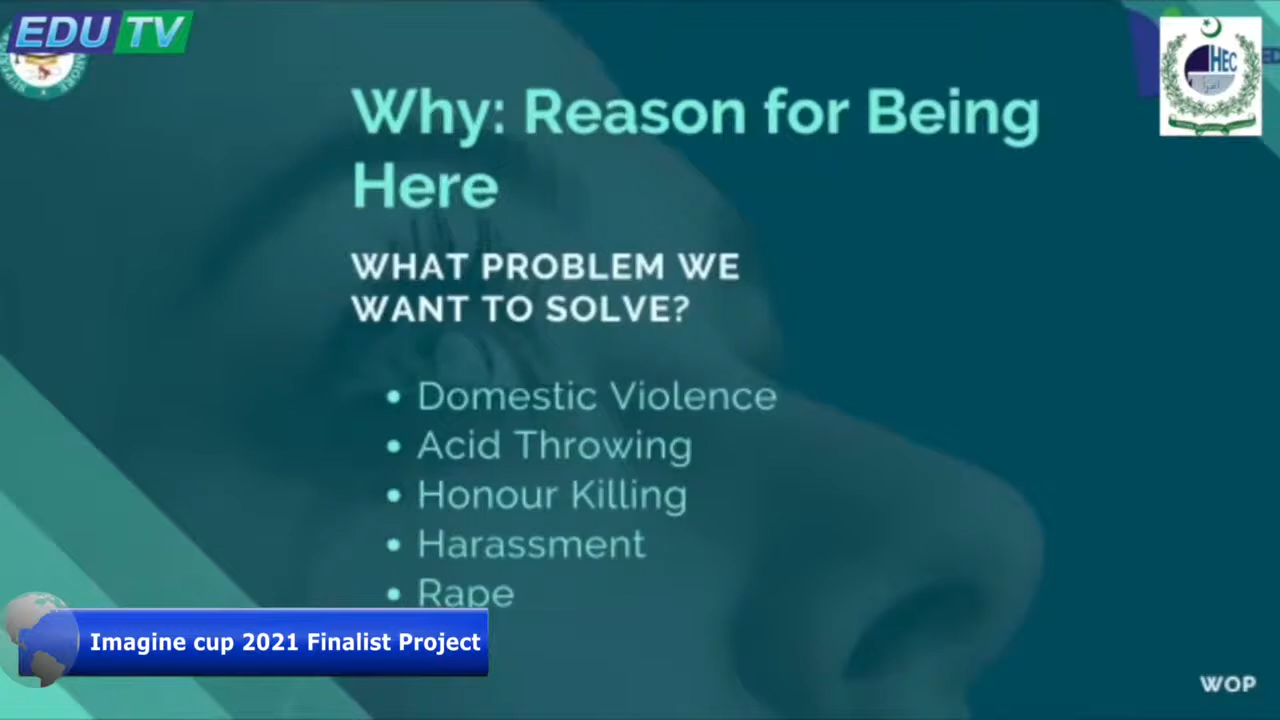 EDU TV
HEC
Why: Reason for Being
Here
WHAT PROBLEM WE
WANT TO SOLVE?
• Domestic Violence
• Acid Throwing
• Honour Killing
• Harassment
• Rape
Imagine cup 2021 Finalist Project
WOP